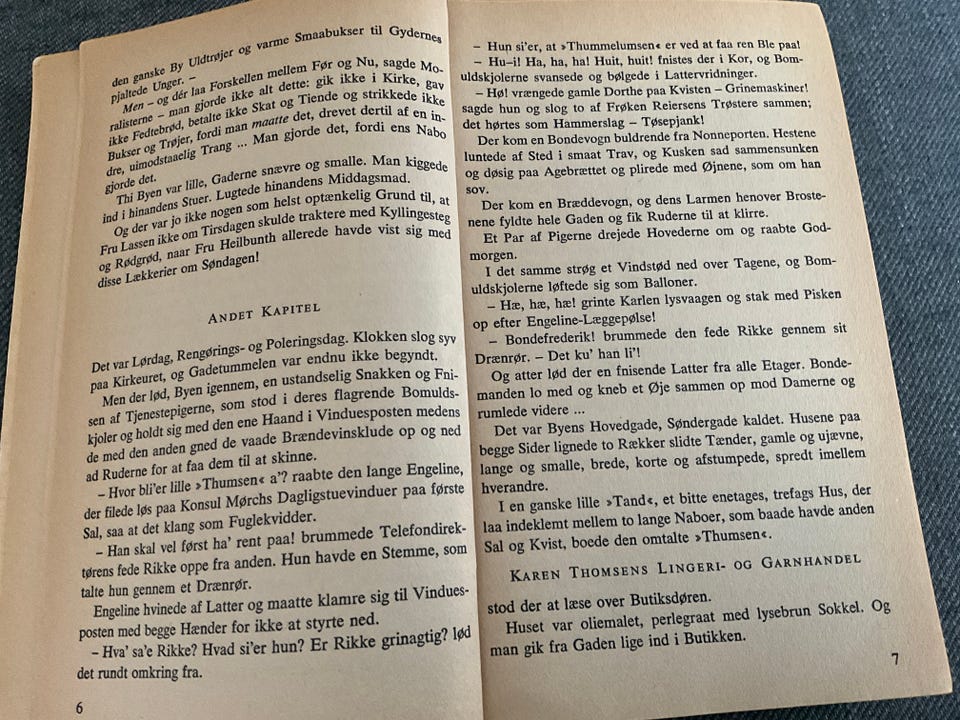 den ganske By Uldtrøjer og varme Smaabukser til Gydernes
pjaltede Unger. –
Men – og dér laa Forskellen mellem Før og Nu, sagde Mo-
ralisterne – man gjorde ikke alt dette: gik ikke i Kirke, gav
ikke Fedtebrød, betalte ikke Skat og Tiende og strikkede ikke
Bukser og Trøjer, fordi man maatte det, drevet dertil af en in-
dre, uimodstaaelig Trang ... Man gjorde det, fordi ens Nabo
gjorde det.
Thi Byen var lille, Gaderne snævre og smalle. Man kiggede
ind i hinandens Stuer. Lugtede hinandens Middagsmad.
Og der var jo ikke nogen som helst optænkelig Grund til, at
Fru Lassen ikke om Tirsdagen skulde traktere med Kyllingesteg
og Rødgrød, naar Fru Heilbunth allerede havde vist sig med
disse Lækkerier om Søndagen!
ANDET KAPITEL
Det var Lørdag, Rengørings- og Poleringsdag. Klokken slog syv
paa Kirkeuret, og Gadetummelen var endnu ikke begyndt.
Men der lød, Byen igennem, en ustandselig Snakken og Fni-
sen af Tjenestepigerne, som stod i deres flagrende Bomulds-
kjoler og holdt sig med den ene Haand i Vinduesposten medens
de med den anden gned de vaade Brændevinsklude op og ned
ad Ruderne for at faa dem til at skinne.
– Hvor bli'er lille »Thumsen« a'? raabte den lange Engeline,
der filede løs paa Konsul Mørchs Dagligstuevinduer paa første
Sal, saa at det klang som Fuglekvidder.
– Han skal vel først ha' rent paa! brummede Telefondirek-
tørens fede Rikke oppe fra anden. Hun havde en Stemme, som
talte hun gennem et Drænrør.
Engeline hvinede af Latter og maatte klamre sig til Vindues-
posten med begge Hænder for ikke at styrte ned.
– Hva' sa'e Rikke? Hvad si'er hun? Er Rikke grinagtig? lød
det rundt omkring fra.
6
– Hun si'er, at »Thummelumsen« er ved at faa ren Ble paa!
– Hu-i! Ha, ha, ha! Huit, huit! fnistes der i Kor, og Bom-
uldskjolerne svansede og bølgede i Lattervridninger.
– Hø! vrængede gamle Dorthe paa Kvisten – Grinemaskiner!
sagde hun og slog to af Frøken Reiersens Trøstere sammen;
det hørtes som Hammerslag – Tøsepjank!
Der kom en Bondevogn buldrende fra Nonneporten. Hestene
luntede af Sted i smaat Trav, og Kusken sad sammensunken
og døsig paa Agebrættet og plirede med Øjnene, som om han
sov.
Der kom en Bræddevogn, og dens Larmen henover Broste-
nene fyldte hele Gaden og fik Ruderne til at klirre.
Et Par af Pigerne drejede Hovederne om og raabte God-
morgen.
I det samme strøg et Vindstød ned over Tagene, og Bom-
uldskjolerne løftede sig som Balloner.
– Hæ, hæ, hæ! grinte Karlen lysvaagen og stak med Pisken
op efter Engeline-Læggepølse!
– Bondefrederik! brummede den fede Rikke gennem sit
Drænrør. – Det ku' han li'!
Og atter lød der en fnisende Latter fra alle Etager. Bonde-
manden lo med og kneb et Øje sammen op mod Damerne og
rumlede videre ...
Det var Byens Hovedgade, Søndergade kaldet. Husene paa
begge Sider lignede to Rækker slidte Tænder, gamle og ujævne,
lange og smalle, brede, korte og afstumpede, spredt imellem
hverandre.
I en ganske lille »Tand«, et bitte enetages, trefags Hus, der
laa indeklemt mellem to lange Naboer, som baade havde anden
Sal og Kvist, boede den omtalte »Thumsen«.
KAREN THOMSENS LINGERI- OG GARNHANDEL
stod der at læse over Butiksdøren.
Huset var oliemalet, perlegraat med lysebrun Sokkel. Og
man gik fra Gaden lige ind i Butikken.
7